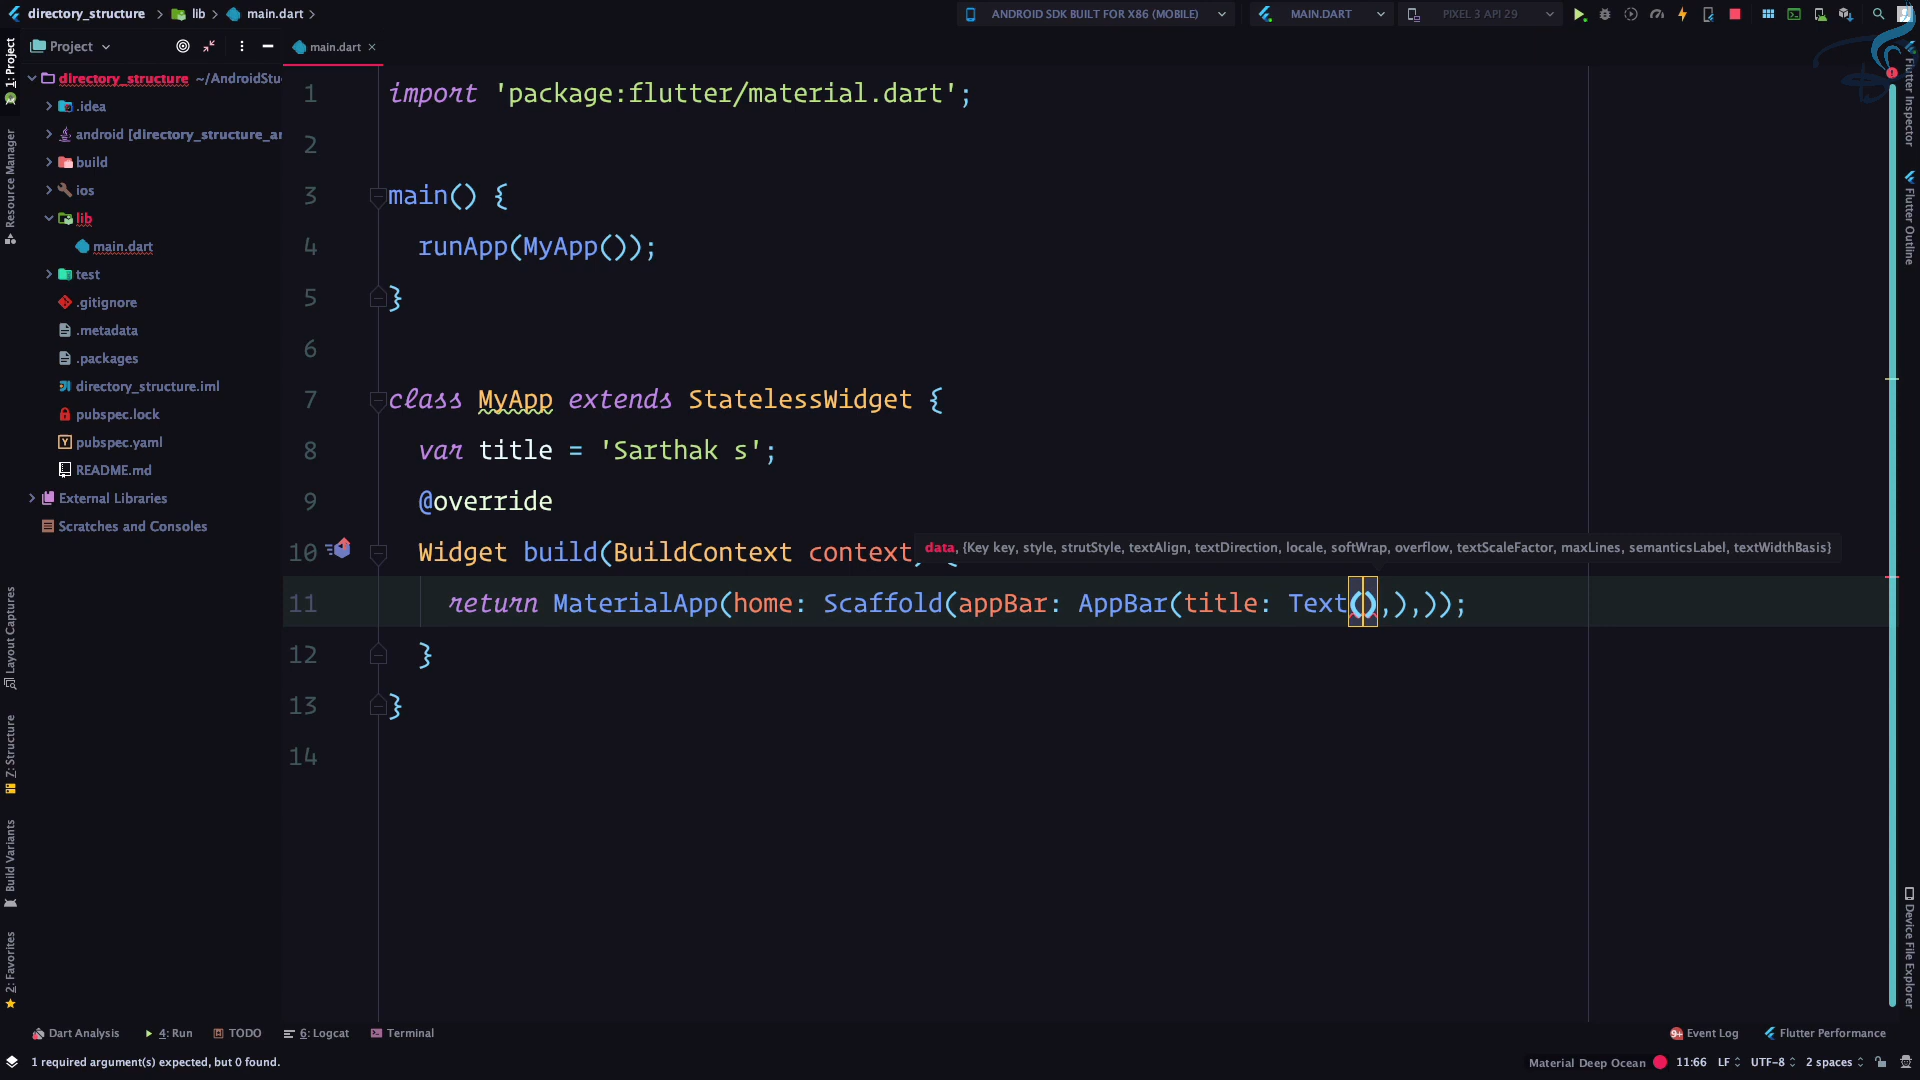 directory_structure > lib > main.dart >
ANDROID SDK BUILT FOR X86 (MOBILE)
MAIN.DART
PIXEL 3 API 29
Project
main.dart ×
directory_structure ~/AndroidStu
.idea
android [directory_structure_an
build
ios
lib
main.dart
test
.gitignore
.metadata
.packages
directory_structure.iml
pubspec.lock
pubspec.yaml
README.md
External Libraries
Scratches and Consoles
1: Project
Resource Manager
Layout Captures
Z: Structure
Build Variants
2: Favorites
1 import 'package:flutter/material.dart';
2
3 main() {
4 runApp(MyApp());
5 }
6
7 class MyApp extends StatelessWidget {
8 var title = 'Sarthak s';
9 @override
10 Widget build(BuildContext context) {
data, {Key key, style, strutStyle, textAlign, textDirection, locale, softWrap, overflow, textScaleFactor, maxLines, semanticsLabel, textWidthBasis}
11 return MaterialApp(home: Scaffold(appBar: AppBar(title: Text(),),));
12 }
13 }
14
Flutter Inspector
Flutter Outline
Device File Explorer
Dart Analysis
4: Run
TODO
6: Logcat
Terminal
9+ Event Log
Flutter Performance
1 required argument(s) expected, but 0 found.
Material Deep Ocean
11:66
LF
UTF-8
2 spaces